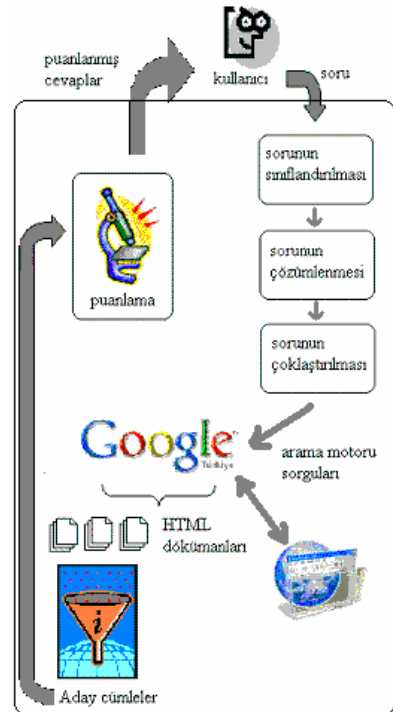 puanlanmış
cevaplar
kullanıcı
soru
sorunun
sınıflandırılması
sorunun
çözümlenmesi
sorunun
çoklaştırılması
puanlama
Google
Türkiye
arama motoru
sorguları
HTML
dökümanları
i
Aday cümleler